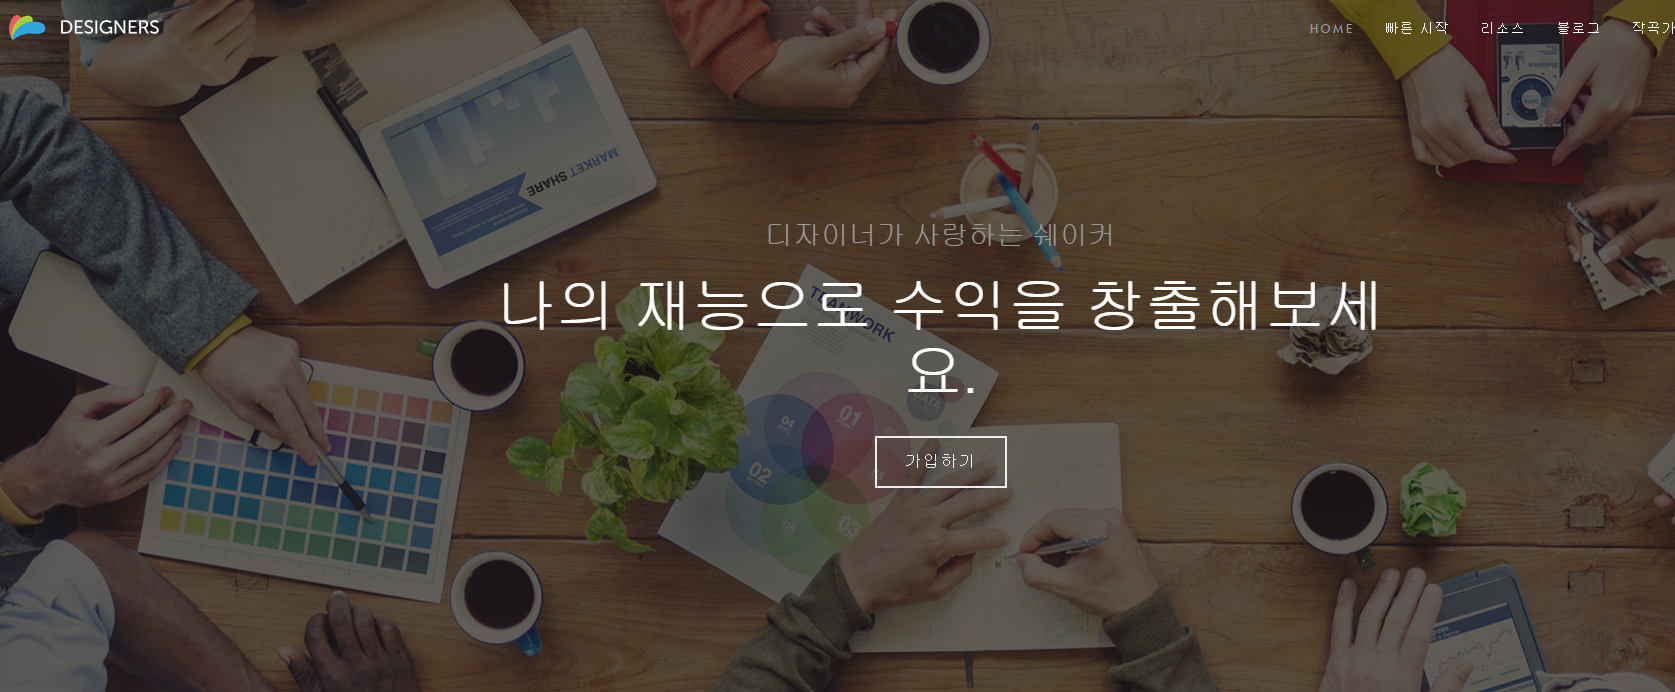 DESIGNERS
HOME 빠른 시작 리소스 블로그 작곡가
MARKET SHARE
디자이너가 사랑하는 쉐이커
나의 재능으로 수익을 창출해보세
요.
TEAMWORK
DATA
01
04
02
03
06
가입하기